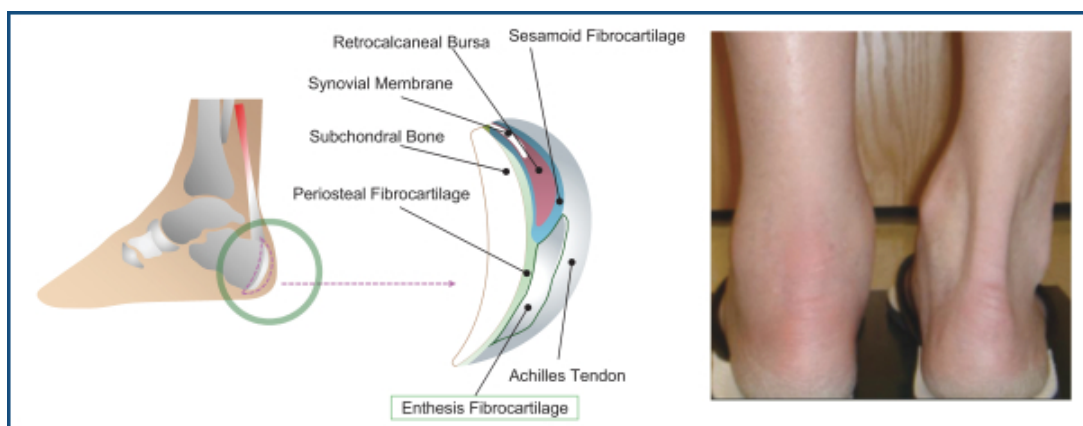 Retrocalcaneal Bursa
Sesamoid Fibrocartilage
Synovial Membrane
Subchondral Bone
Periosteal Fibrocartilage
Achilles Tendon
Enthesis Fibrocartilage